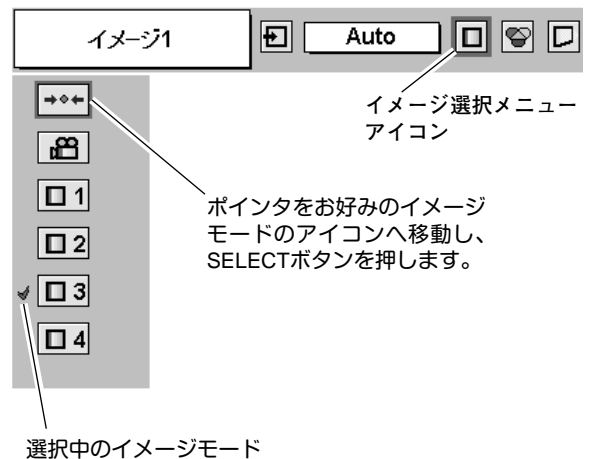 イメージ1
Auto
イメージ選択メニュー
アイコン
ポインタをお好みのイメージ
モードのアイコンへ移動し、
SELECTボタンを押します。
1
2
3
4
選択中のイメージモード